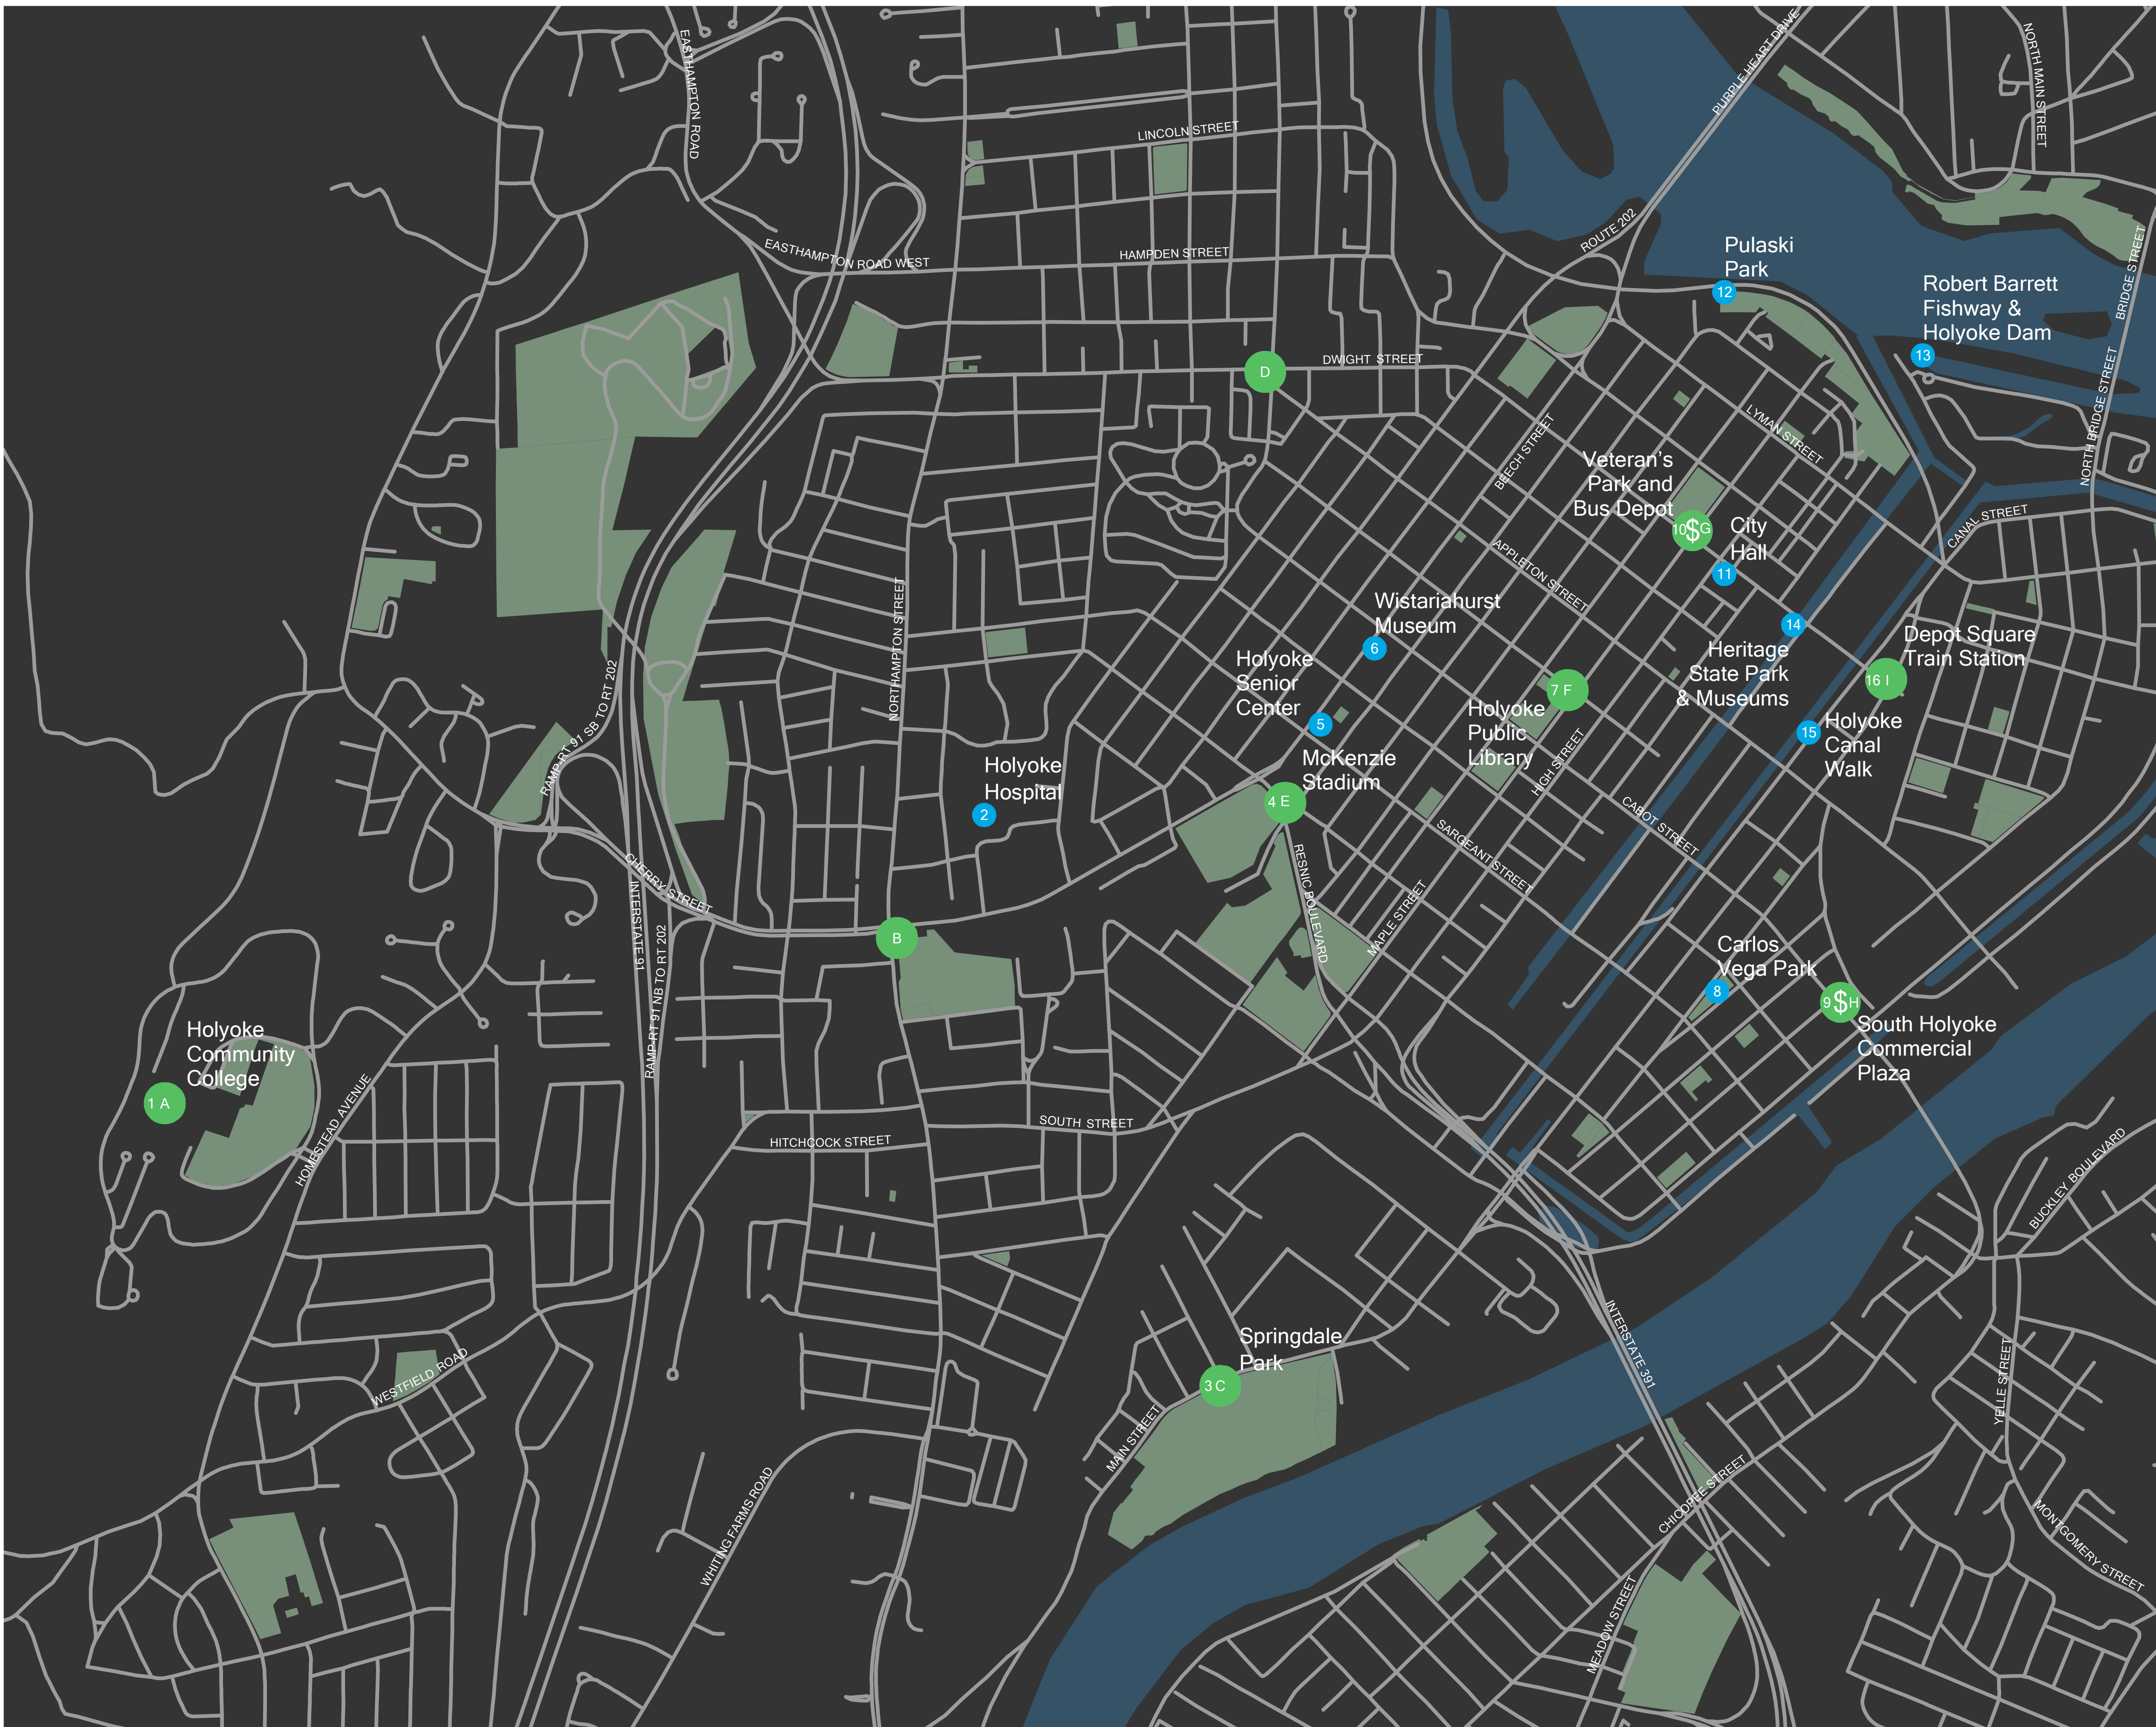 EASTHAMPTON ROAD
PURPLE HEART DRIVE
NORTH MAIN STREET
LINCOLN STREET
ROUTE 202
EASTHAMPTON ROAD WEST
HAMPDEN STREET
Pulaski
Park
12
BRIDGE STREET
Robert Barrett
Fishway &
Holyoke Dam
13
D
DWIGHT STREET
NORTH BRIDGE STREET
LYMAN STREET
BEECH STREET
Veteran's
Park and
Bus Depot
10 $ G
City
Hall
11
CANAL STREET
APPLETON STREET
NORTHAMPTON STREET
Wistariahurst
Museum
6
14
Heritage
State Park
& Museums
Depot Square
Train Station
16 I
Holyoke
Senior
Center
5
7 F
Holyoke
Public
Library
15
Holyoke
Canal
Walk
RAMP-RT 91 SB TO RT 202
HIGH STREET
McKenzie
Stadium
4 E
Holyoke
Hospital
2
CABOT STREET
SARGEANT STREET
CHERRY STREET
RESNIC BOULEVARD
MAPLE STREET
INTERSTATE 91
B
RAMP-RT 91 NB TO RT 202
Carlos
Vega Park
8
9 $ H
South Holyoke
Commercial
Plaza
Holyoke
Community
College
1 A
HOMESTEAD AVENUE
SOUTH STREET
HITCHCOCK STREET
BUCKLEY BOULEVARD
INTERSTATE 391
Springdale
Park
3 C
WESTFIELD ROAD
YELLE STREET
MAIN STREET
WHITING FARMS ROAD
CHICOPEE STREET
MONTGOMERY STREET
MEADOW STREET